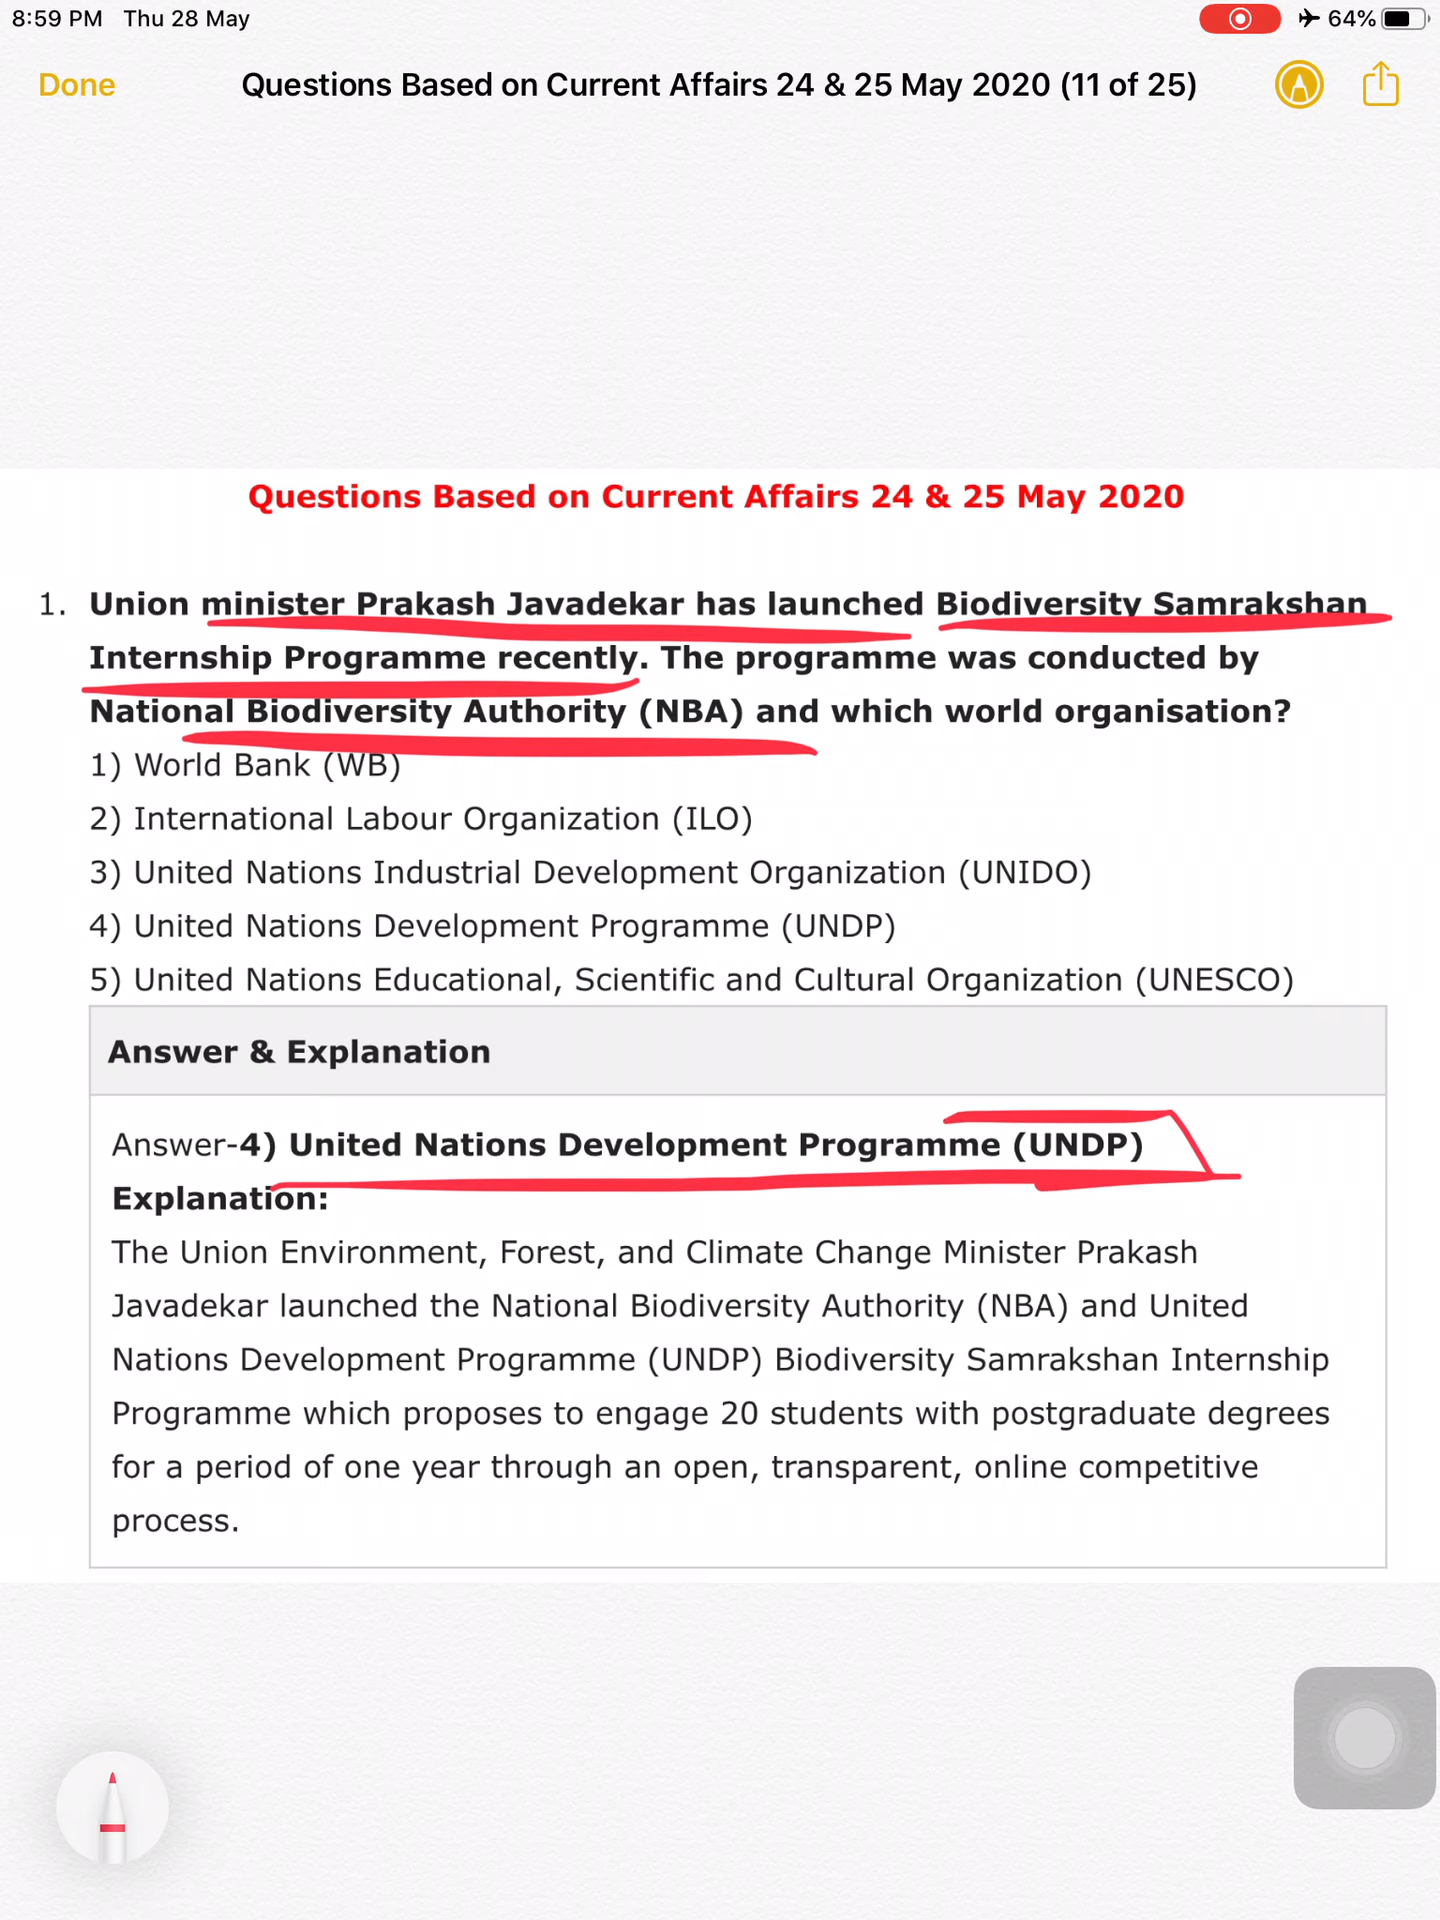 8:59 PM Thu 28 May 64%
Done Questions Based on Current Affairs 24 & 25 May 2020 (11 of 25)
Questions Based on Current Affairs 24 & 25 May 2020
1. Union minister Prakash Javadekar has launched Biodiversity Samrakshan
Internship Programme recently. The programme was conducted by
National Biodiversity Authority (NBA) and which world organisation?
1) World Bank (WB)
2) International Labour Organization (ILO)
3) United Nations Industrial Development Organization (UNIDO)
4) United Nations Development Programme (UNDP)
5) United Nations Educational, Scientific and Cultural Organization (UNESCO)
Answer & Explanation
Answer-4) United Nations Development Programme (UNDP)
Explanation:
The Union Environment, Forest, and Climate Change Minister Prakash
Javadekar launched the National Biodiversity Authority (NBA) and United
Nations Development Programme (UNDP) Biodiversity Samrakshan Internship
Programme which proposes to engage 20 students with postgraduate degrees
for a period of one year through an open, transparent, online competitive
process.